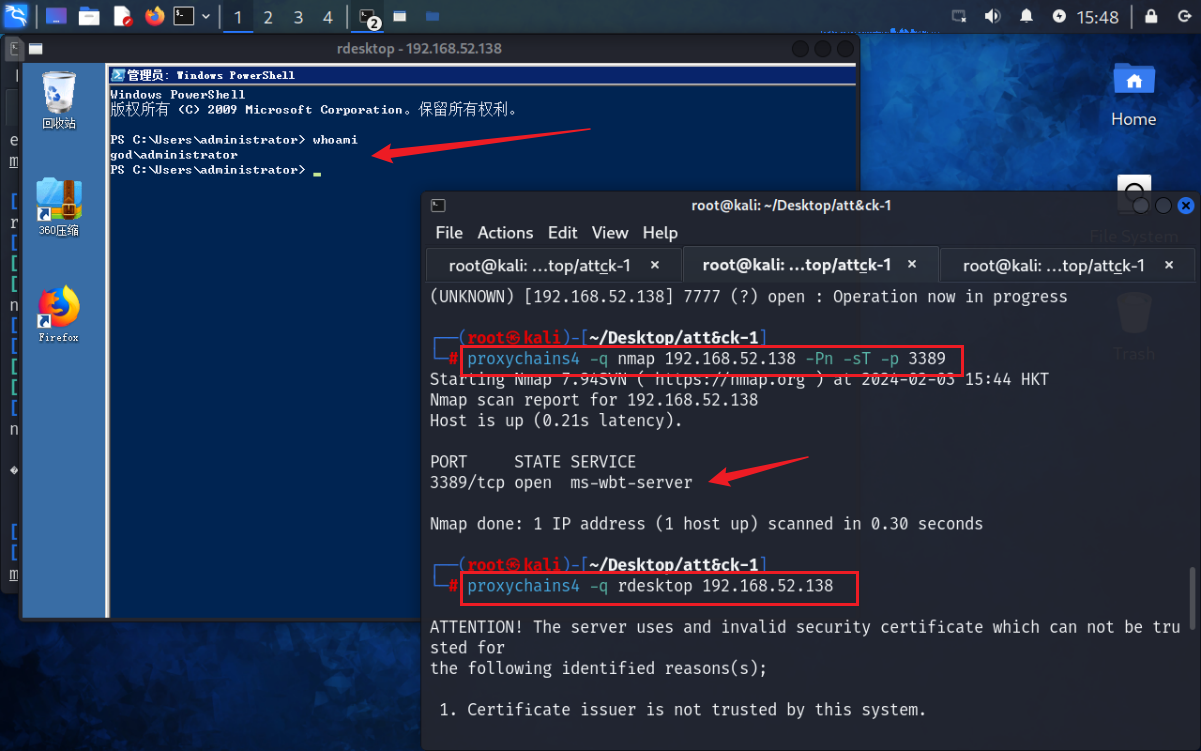 1 2 3 4
2
15:48
rdesktop - 192.168.52.138
回收站
360压缩
Firefox
管理员: Windows PowerShell
Windows PowerShell
版权所有 (C) 2009 Microsoft Corporation。保留所有权利。
PS C:\Users\administrator> whoami
god\administrator
PS C:\Users\administrator>
Home
File System
Trash
root@kali: ~/Desktop/att&ck-1
File Actions Edit View Help
root@kali: ...top/attck-1 × root@kali: ...top/attck-1 × root@kali: ...top/attck-1 ×
(UNKNOWN) [192.168.52.138] 7777 (?) open : Operation now in progress
┌──(root㉿kali)-[~/Desktop/att&ck-1]
└─# proxychains4 -q nmap 192.168.52.138 -Pn -sT -p 3389
Starting Nmap 7.94SVN ( https://nmap.org ) at 2024-02-03 15:44 HKT
Nmap scan report for 192.168.52.138
Host is up (0.21s latency).
PORT STATE SERVICE
3389/tcp open ms-wbt-server
Nmap done: 1 IP address (1 host up) scanned in 0.30 seconds
┌──(root㉿kali)-[~/Desktop/att&ck-1]
└─# proxychains4 -q rdesktop 192.168.52.138
ATTENTION! The server uses and invalid security certificate which can not be tru
sted for
the following identified reasons(s);
1. Certificate issuer is not trusted by this system.